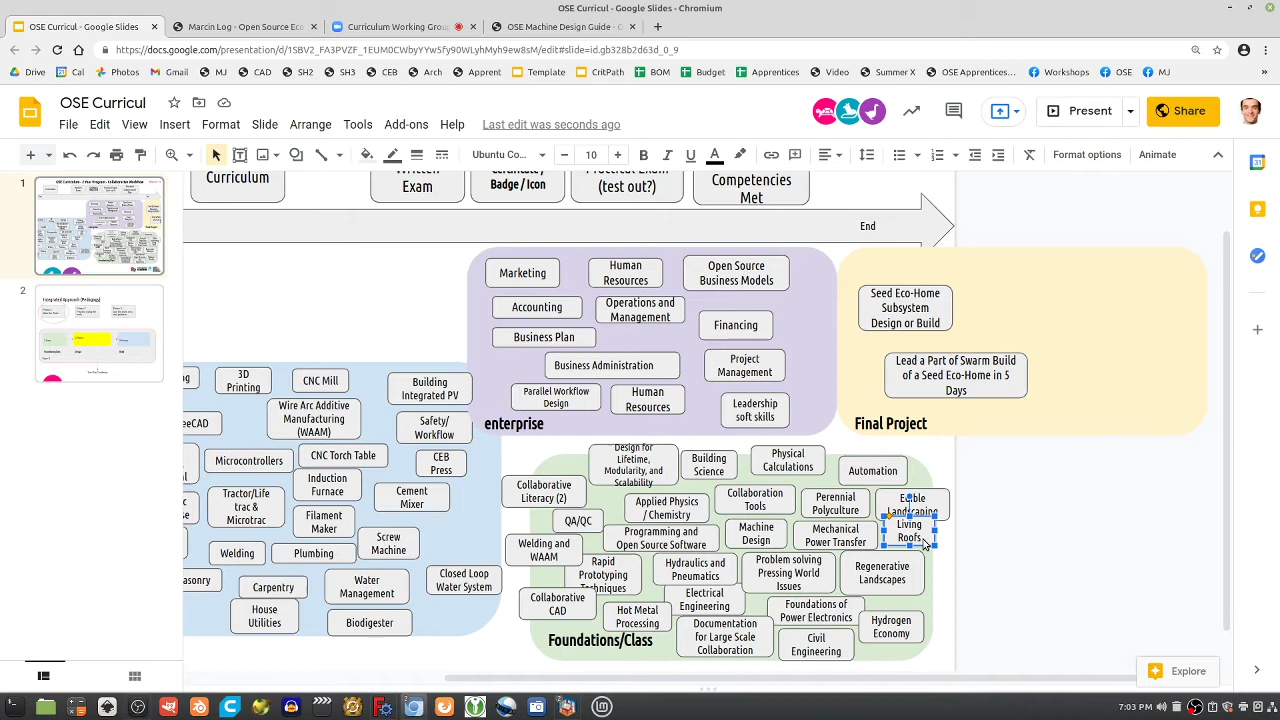 OSE Curricul - Google Slides - Chromium
OSE Curricul - Google Slides
Marcin Log - Open Source Eco
Curriculum Working Group
OSE Machine Design Guide - G
https://docs.google.com/presentation/d/1SBV2_FA3PVZF_1EUM0CWbyYYw5fy90WS6RM4LyhMyh9ew8sM/edit#slide=id.gb328b2d63d_0_9
Drive
Cal
Photos
Gmail
MJ
CAD
SH2
SH3
CEB
Arch
Apprent
Template
CritPath
BOM
Budget
Apprentices
Video
Summer X
OSE Apprentices...
Workshops
OSE
MJ
»
OSE Curricul
File Edit View Insert Format Slide Arrange Tools Add-ons Help
Last edit was seconds ago
Present
Share
Ubuntu Co...
10
Format options
Animate
1
2
Curriculum
Written
Exam
Certificate /
Badge / Icon
Practical Exam
(test out?)
Competencies
Met
End
Marketing
Human
Resources
Open Source
Business Models
Accounting
Operations and
Management
Financing
Business Plan
Business Administration
Project
Management
Parallel Workflow
Design
Human
Resources
Leadership
soft skills
enterprise
Seed Eco-Home
Subsystem
Design or Build
Lead a Part of Swarm Build
of a Seed Eco-Home in 5
Days
Final Project
3D
Printing
CNC Mill
Building
Integrated PV
eeCAD
Wire Arc Additive
Manufacturing
(WAAM)
Safety/
Workflow
Microcontrollers
CNC Torch Table
CEB
Press
Induction
Furnace
Tractor/Life
trac &
Microtrac
Cement
Mixer
Filament
Maker
Screw
Machine
Welding
Plumbing
asonry
Carpentry
Water
Management
Closed Loop
Water System
House
Utilities
Biodigester
Design for
Lifetime,
Modularity, and
Scalability
Building
Science
Physical
Calculations
Automation
Collaborative
Literacy (2)
Applied Physics
/ Chemistry
Collaboration
Tools
Perennial
Polyculture
Edible
Landscaping
QA/QC
Programming and
Open Source Software
Machine
Design
Mechanical
Power Transfer
Living
Roofs
Welding and
WAAM
Rapid
Prototyping
Techniques
Hydraulics and
Pneumatics
Problem solving
Pressing World
Issues
Regenerative
Landscapes
Collaborative
CAD
Electrical
Engineering
Hot Metal
Processing
Foundations of
Power Electronics
Hydrogen
Economy
Documentation
for Large Scale
Collaboration
Civil
Engineering
Foundations/Class
Explore
7:03 PM